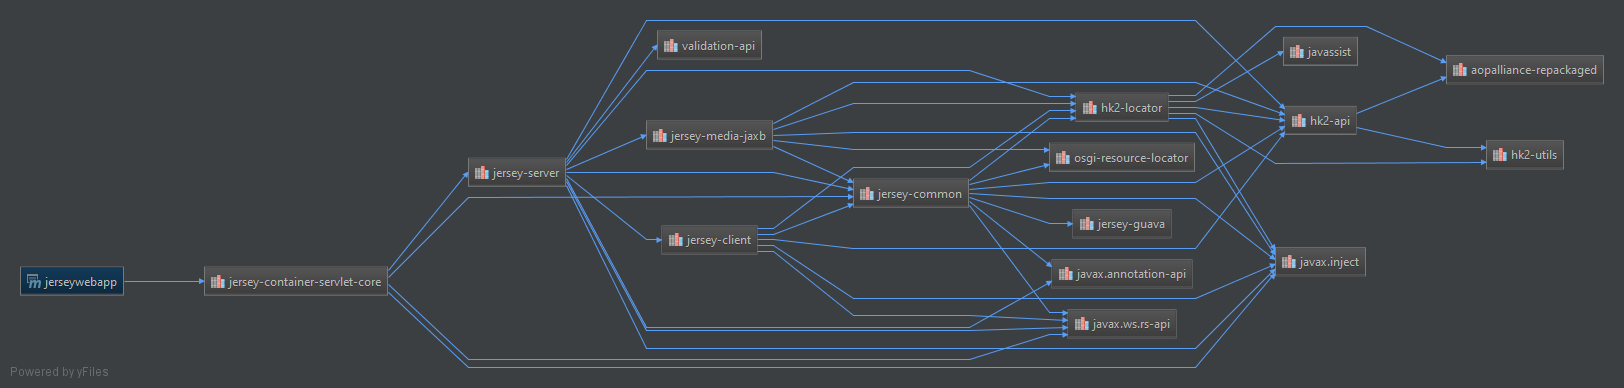 validation-api
javassist
aopalliance-repackaged
hk2-locator
hk2-api
jersey-media-jaxb
osgi-resource-locator
hk2-utils
jersey-server
jersey-common
jersey-guava
jersey-client
javax.inject
jerseywebapp
jersey-container-servlet-core
javax.annotation-api
javax.ws.rs-api
Powered by yFiles